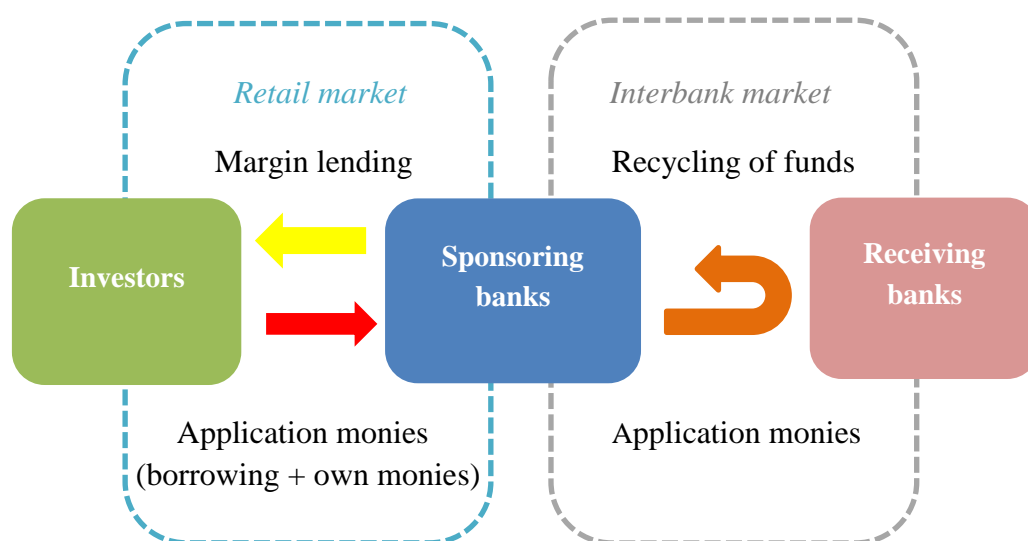 Retail market
Interbank market
Margin lending
Recycling of funds
Investors
Sponsoring
banks
Receiving
banks
Application monies
(borrowing + own monies)
Application monies